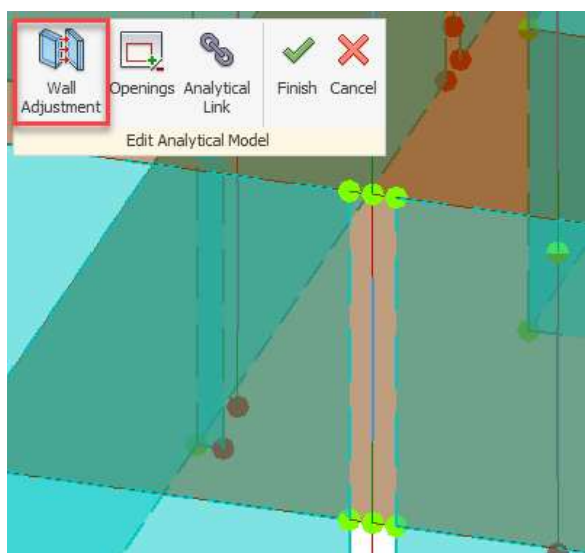 Wall Adjustment
Openings
Analytical Link
Finish
Cancel
Edit Analytical Model